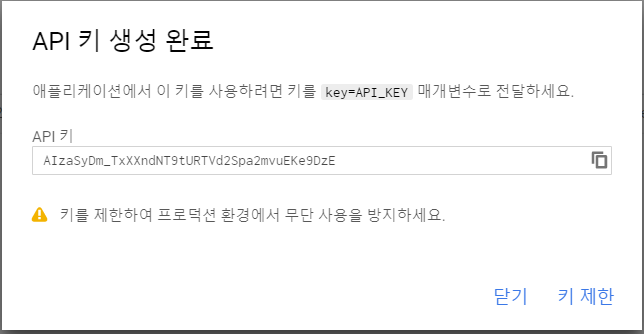 API 키 생성 완료
애플리케이션에서 이 키를 사용하려면 키를 key=API_KEY 매개변수로 전달하세요.
API 키
AIzaSyDm_TxXXndNT9tURTVd2Spa2mvuEKe9DzE
키를 제한하여 프로덕션 환경에서 무단 사용을 방지하세요.
닫기 키 제한